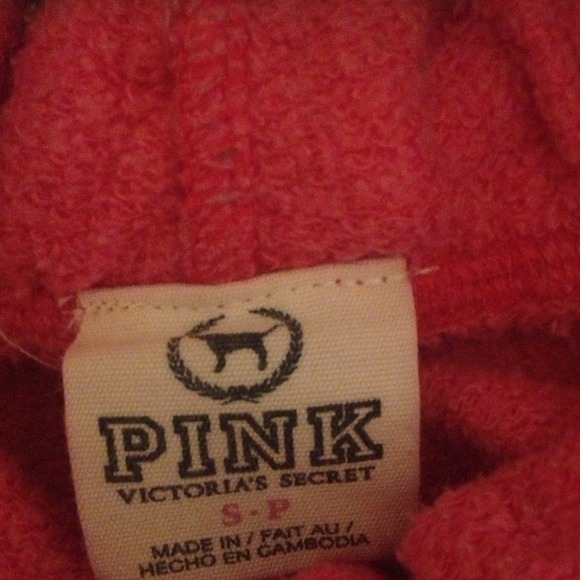 PINK
VICTORIA'S SECRET
S-P
MADE IN / FAIT AU /
HECHO EN CAMBODIA